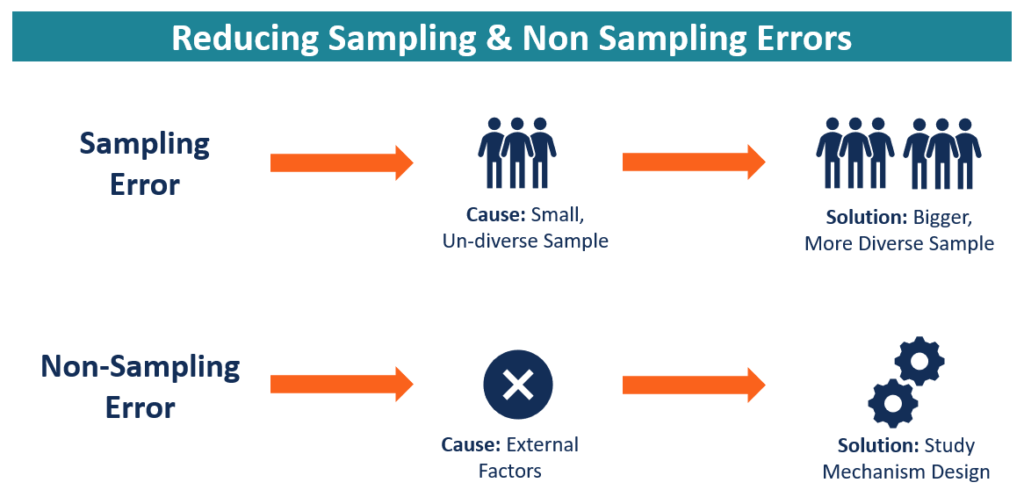 Reducing Sampling & Non Sampling Errors
Sampling
Error
Cause: Small,
Un-diverse Sample
Solution: Bigger,
More Diverse Sample
Non-Sampling
Error
Cause: External
Factors
Solution: Study
Mechanism Design